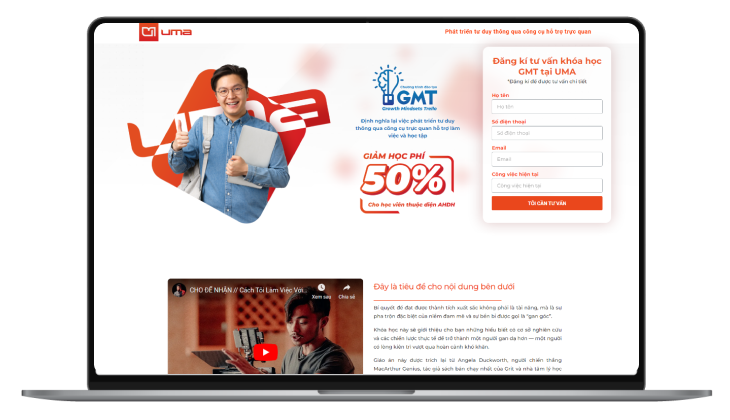 uma
Phát triển tư duy thông qua công cụ hỗ trợ trực quan
uma
Chương trình đào tạo
GMT
Growth Mindsets Trello
Định nghĩa lại việc phát triển tư duy
thông qua công cụ trực quan hỗ trợ làm
việc và học tập
GIẢM HỌC PHÍ
50%
Cho học viên thuộc diện AHDH
Đăng kí tư vấn khóa học
GMT tại UMA
*Đăng kí để được tư vấn chi tiết
Họ tên
Họ tên
Số điện thoại
Số điện thoại
Email
Email
Công việc hiện tại
Công việc hiện tại
TÔI CẦN TƯ VẤN
CHO ĐỂ NHẬN // Cách Tôi Làm Việc Với...
Xem sau
Chia sẻ
Đây là tiêu đề cho nội dung bên dưới
Bí quyết để đạt được thành tích xuất sắc không phải là tài năng, mà là sự
pha trộn đặc biệt của niềm đam mê và sự bền bỉ được gọi là "gan góc".
Khóa học này sẽ giới thiệu cho bạn những hiểu biết có cơ sở nghiên cứu
và các chiến lược thực tế để trở thành một người gan dạ hơn — một người
có lòng kiên trì vượt qua hoàn cảnh khó khăn.
Giáo án này được trích lại từ Angela Duckworth, người chiến thắng
MacArthur Genius, tác giả sách bán chạy nhất của Grit và nhà tâm lý học